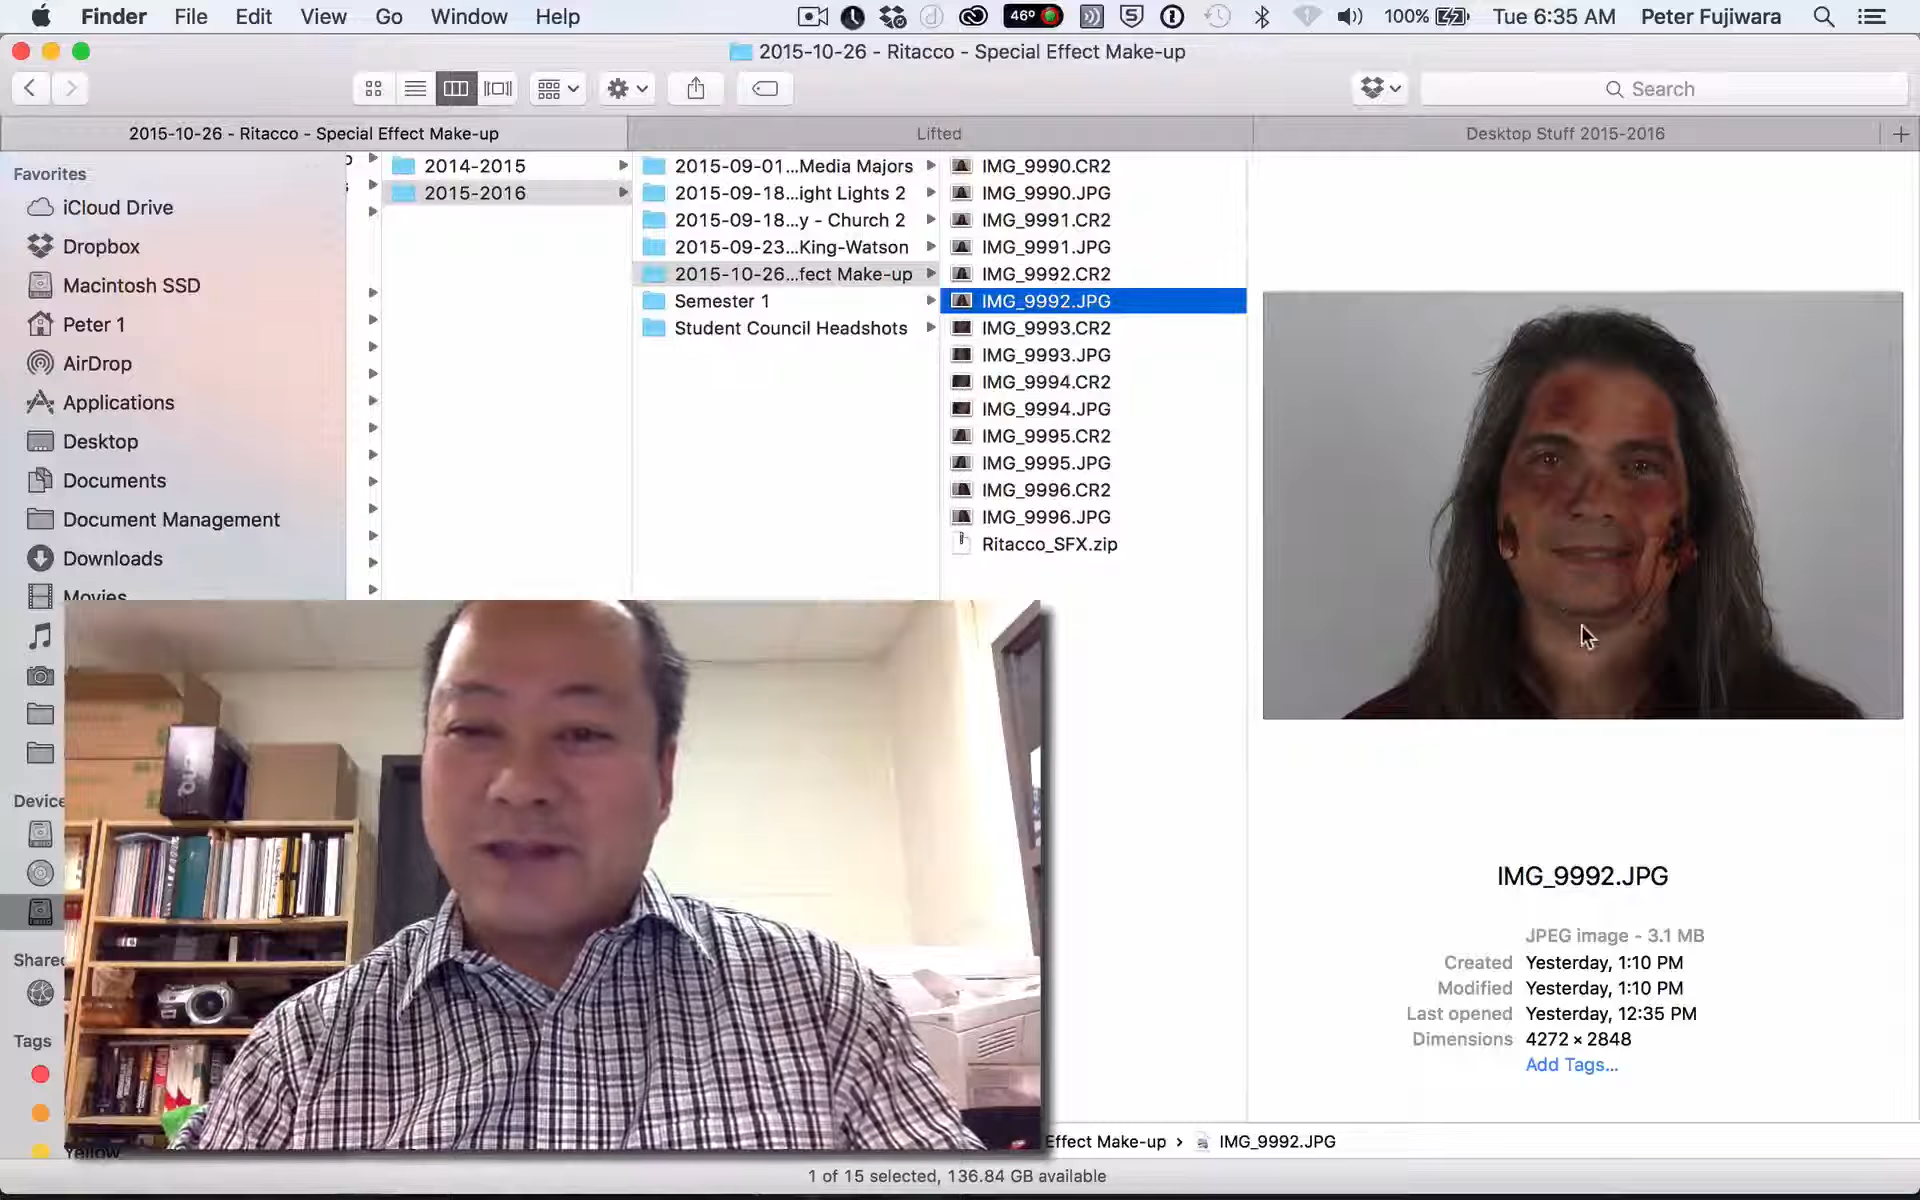 Finder File Edit View Go Window Help 46° 100% Tue 6:35 AM Peter Fujiwara
2015-10-26 - Ritacco - Special Effect Make-up
Search
2015-10-26 - Ritacco - Special Effect Make-up Lifted Desktop Stuff 2015-2016
Favorites
iCloud Drive
Dropbox
Macintosh SSD
Peter 1
AirDrop
Applications
Desktop
Documents
Document Management
Downloads
Movies
Device
Shared
Tags
Yellow
2014-2015
2015-2016
2015-09-01...Media Majors
2015-09-18...ight Lights 2
2015-09-18...y - Church 2
2015-09-23...King-Watson
2015-10-26...fect Make-up
Semester 1
Student Council Headshots
IMG_9990.CR2
IMG_9990.JPG
IMG_9991.CR2
IMG_9991.JPG
IMG_9992.CR2
IMG_9992.JPG
IMG_9993.CR2
IMG_9993.JPG
IMG_9994.CR2
IMG_9994.JPG
IMG_9995.CR2
IMG_9995.JPG
IMG_9996.CR2
IMG_9996.JPG
Ritacco_SFX.zip
IMG_9992.JPG
JPEG image - 3.1 MB
Created Yesterday, 1:10 PM
Modified Yesterday, 1:10 PM
Last opened Yesterday, 12:35 PM
Dimensions 4272 × 2848
Add Tags...
Effect Make-up › IMG_9992.JPG
1 of 15 selected, 136.84 GB available